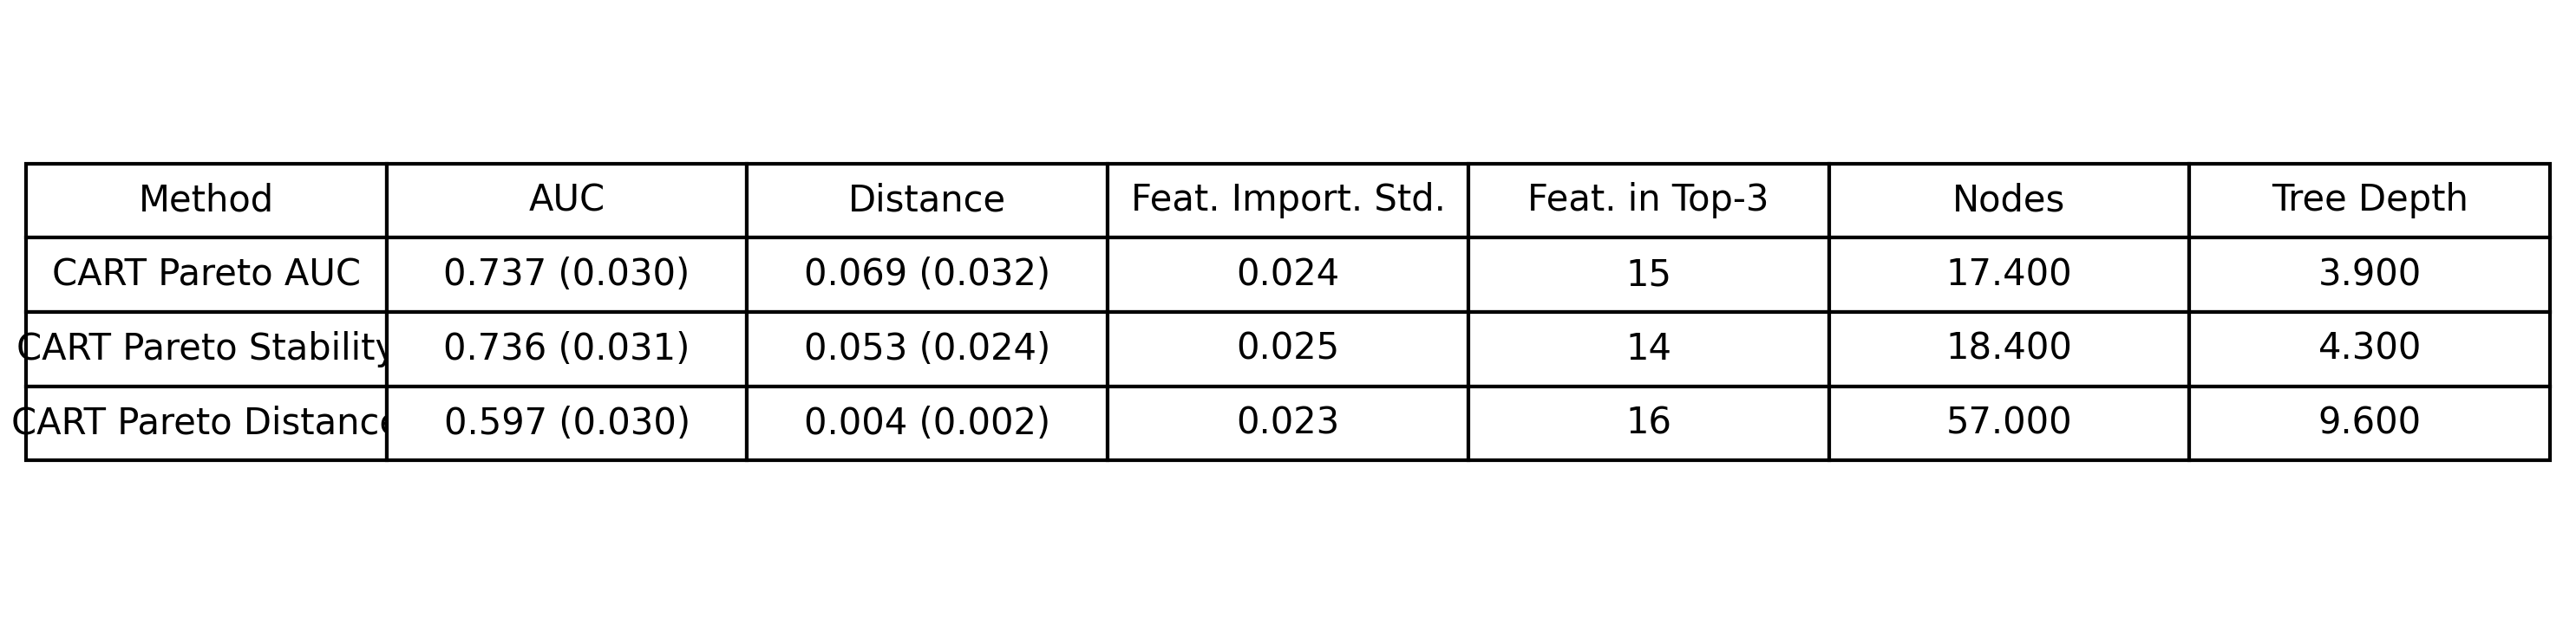 Method AUC Distance Feat. Import. Std. Feat. in Top-3 Nodes Tree Depth
CART Pareto AUC 0.737 (0.030) 0.069 (0.032) 0.024 15 17.400 3.900
CART Pareto Stability 0.736 (0.031) 0.053 (0.024) 0.025 14 18.400 4.300
CART Pareto Distance 0.597 (0.030) 0.004 (0.002) 0.023 16 57.000 9.600